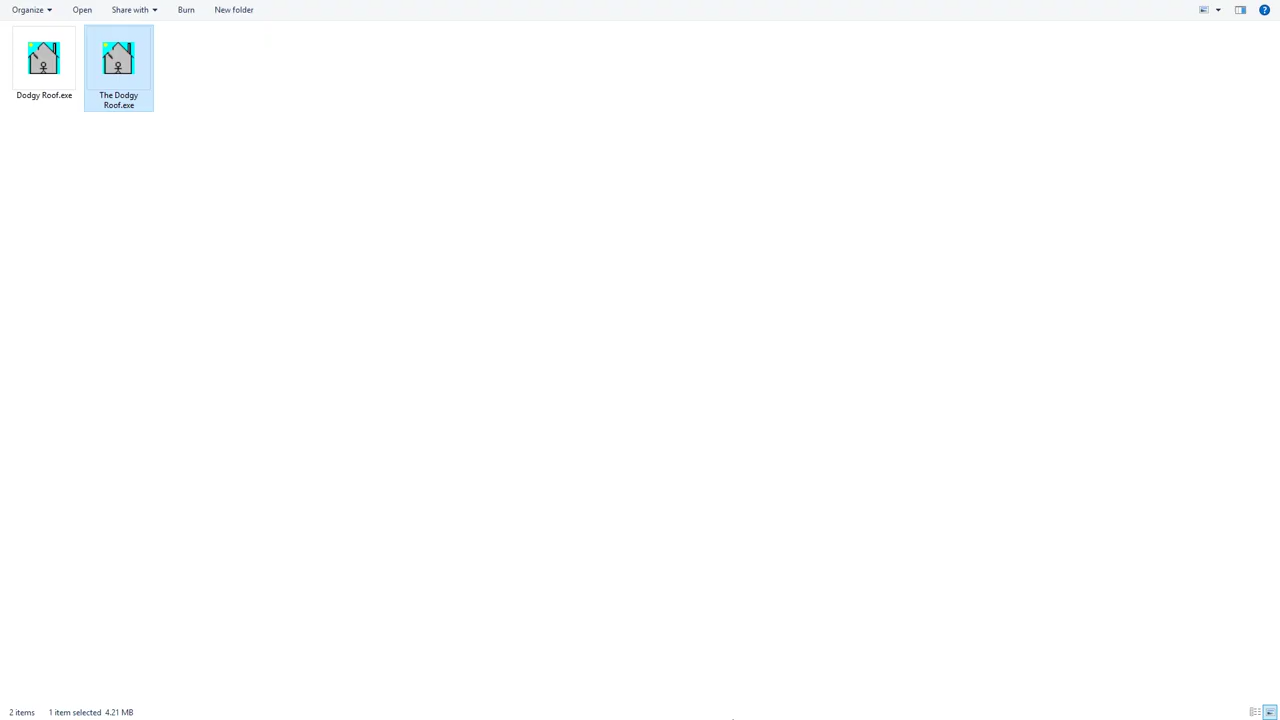 Organize Open Share with Burn New folder
Dodgy Roof.exe
The Dodgy
Roof.exe
2 items 1 item selected 4.21 MB